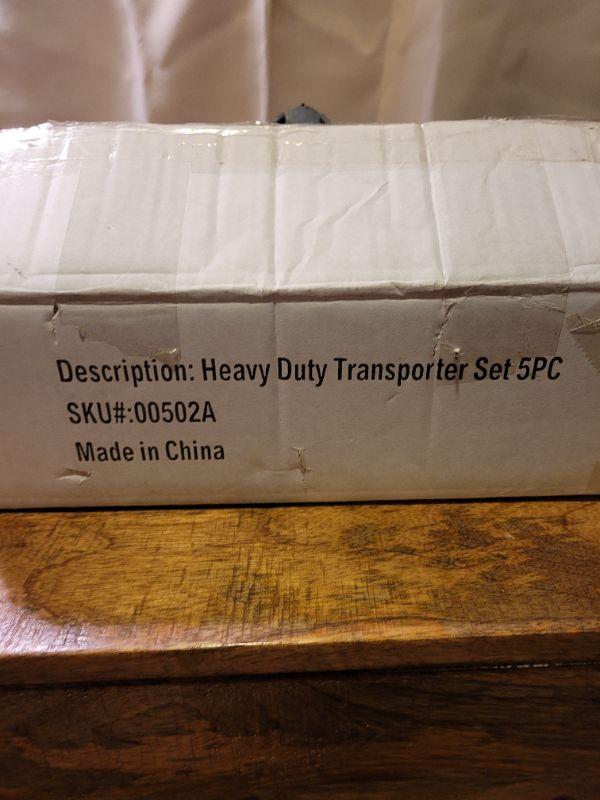 Description: Heavy Duty Transporter Set 5PC
SKU#:00502A
Made in China